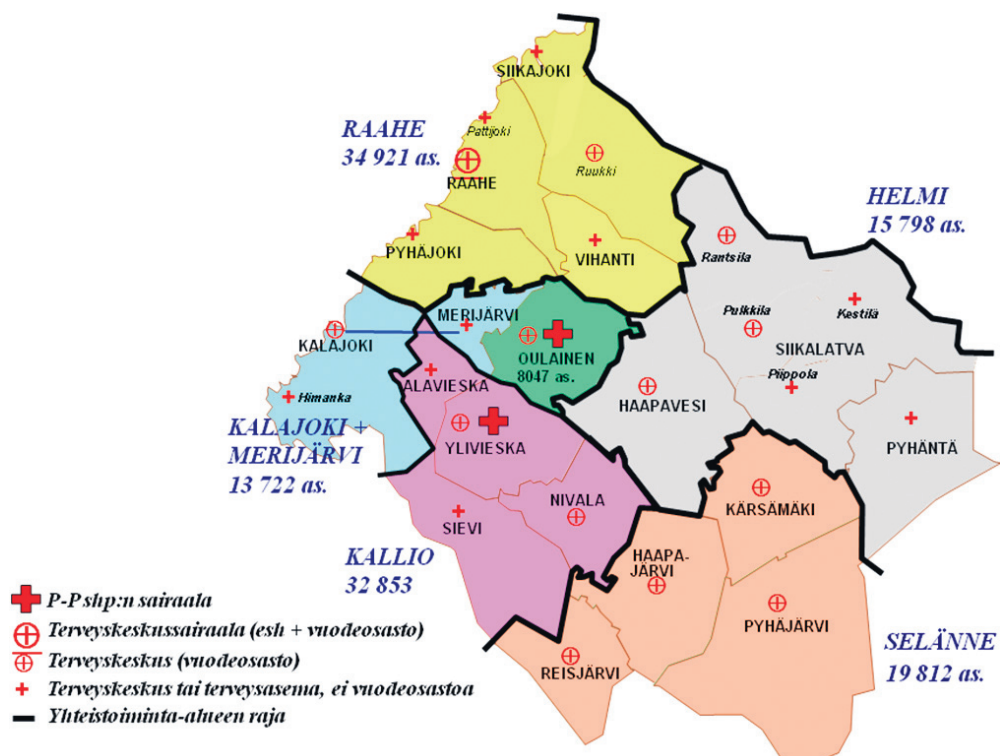 SIIKAJOKI
Pattijoki
RAAHE
34 921 as.
Ruukki
RAAHE
HELMI
15 798 as.
PYHÄJOKI
VIHANTI
Rantsila
MERIJÄRVI
Kestilä
Pulkkila
KALAJOKI
OULAINEN
8047 as.
SIIKALATVA
ALAVIESKA
Piippola
Himanka
HAAPAVESI
KALAJOKI +
MERIJÄRVI
13 722 as.
YLIVIESKA
PYHÄNTÄ
NIVALA
KÄRSÄMÄKI
SIEVI
KALLIO
32 853
HAAPA-
JÄRVI
PYHÄJÄRVI
REISJÄRVI
SELÄNNE
19 812 as.
P-P shp:n sairaala
Terveyskeskussairaala (esh + vuodeosasto)
Terveyskeskus (vuodeosasto)
Terveyskeskus tai terveysasema, ei vuodeosastoa
Yhteistoiminta-alueen raja